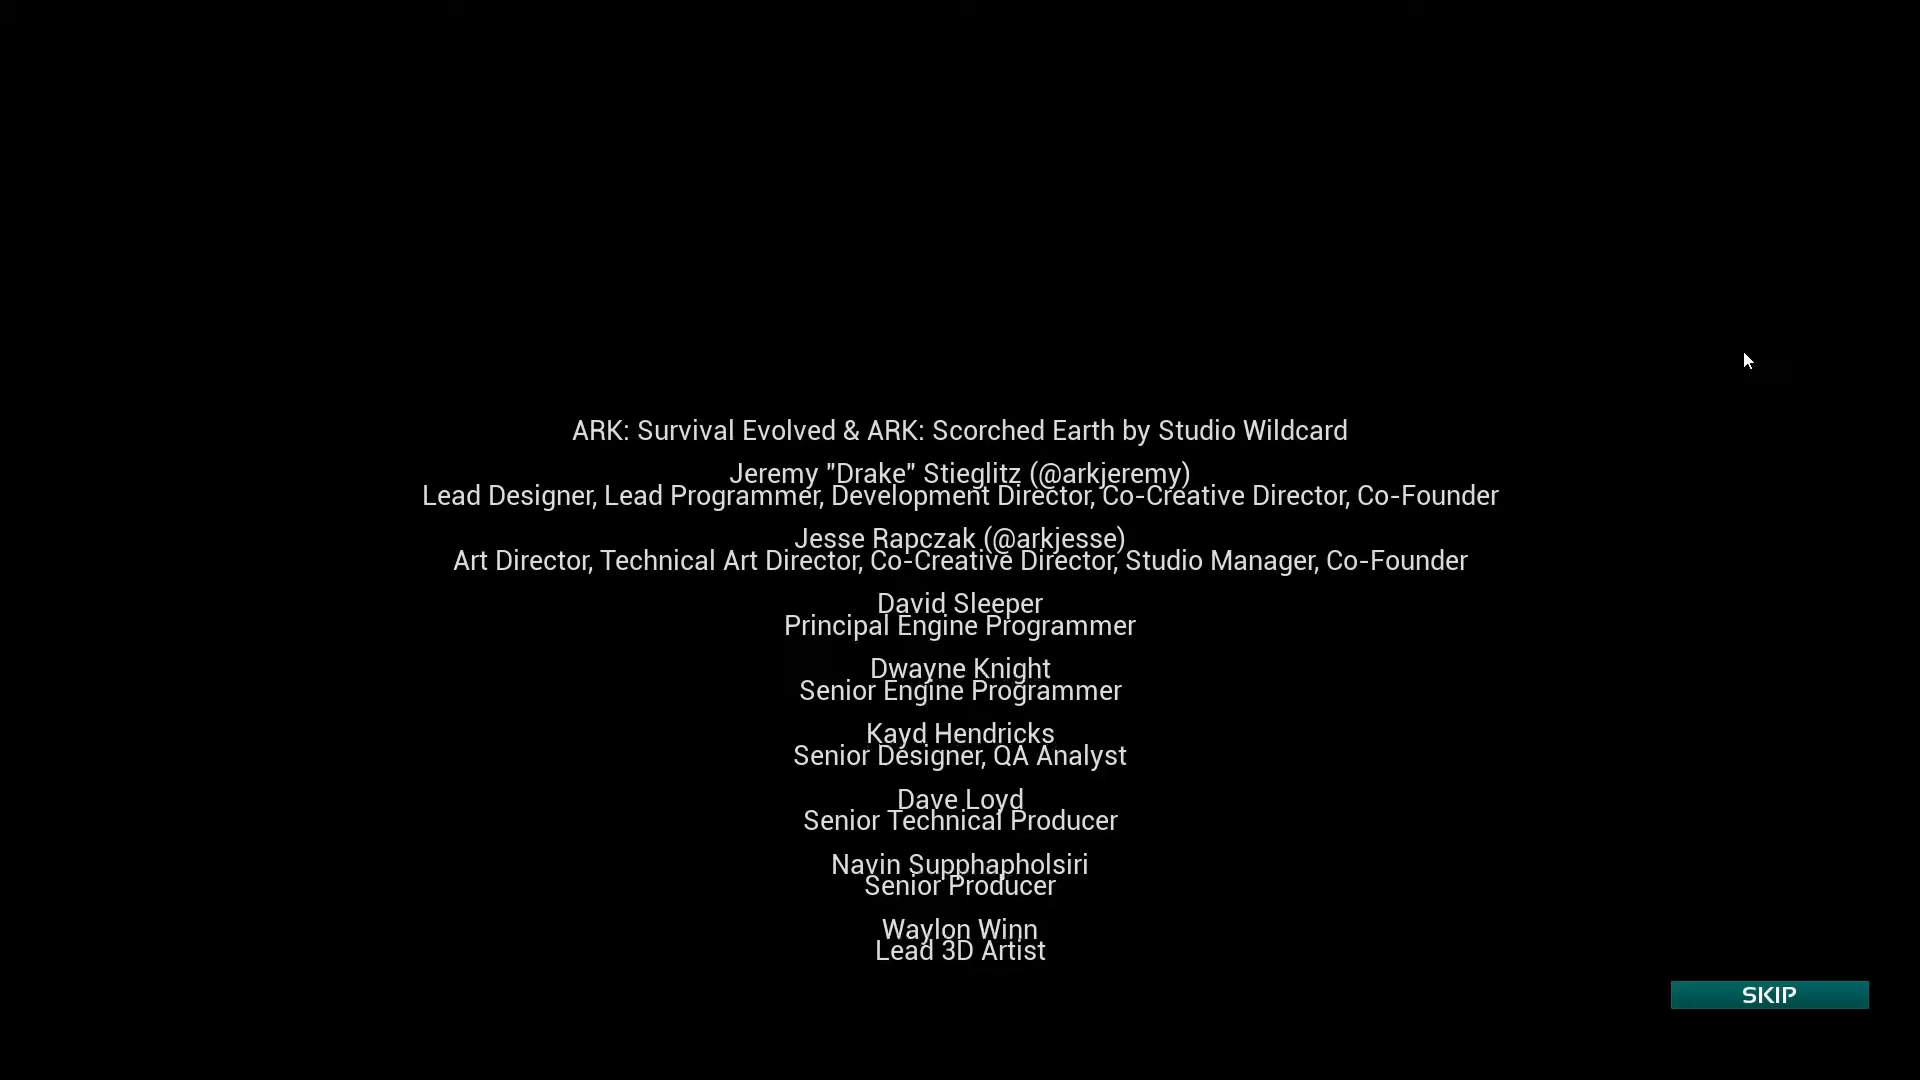 ARK: Survival Evolved & ARK: Scorched Earth by Studio Wildcard
Jeremy "Drake" Stieglitz (@arkjeremy)
Lead Designer, Lead Programmer, Development Director, Co-Creative Director, Co-Founder
Jesse Rapczak (@arkjesse)
Art Director, Technical Art Director, Co-Creative Director, Studio Manager, Co-Founder
David Sleeper
Principal Engine Programmer
Dwayne Knight
Senior Engine Programmer
Kayd Hendricks
Senior Designer, QA Analyst
Dave Loyd
Senior Technical Producer
Navin Supphapholsiri
Senior Producer
Waylon Winn
Lead 3D Artist
SKIP